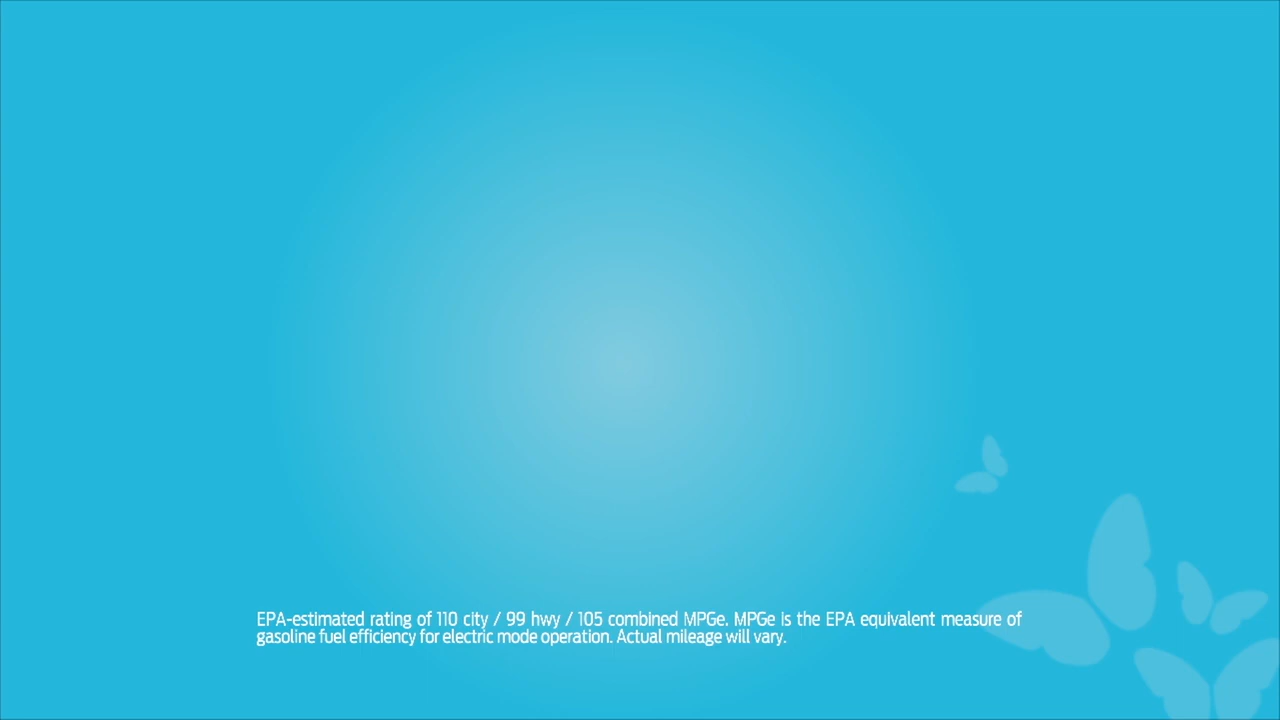 EPA-estimated rating of 110 city / 99 hwy / 105 combined MPGe. MPGe is the EPA equivalent measure of
gasoline fuel efficiency for electric mode operation. Actual mileage will vary.